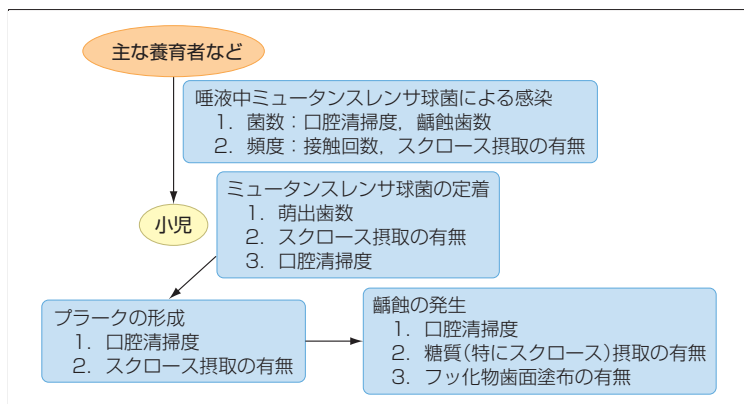 主な養育者など
唾液中ミュータンスレンサ球菌による感染
1. 菌数：口腔清掃度，齲蝕歯数
2. 頻度：接触回数，スクロース摂取の有無
ミュータンスレンサ球菌の定着
1. 萌出歯数
2. スクロース摂取の有無
3. 口腔清掃度
小児
プラークの形成
1. 口腔清掃度
2. スクロース摂取の有無
齲蝕の発生
1. 口腔清掃度
2. 糖質(特にスクロース)摂取の有無
3. フッ化物歯面塗布の有無